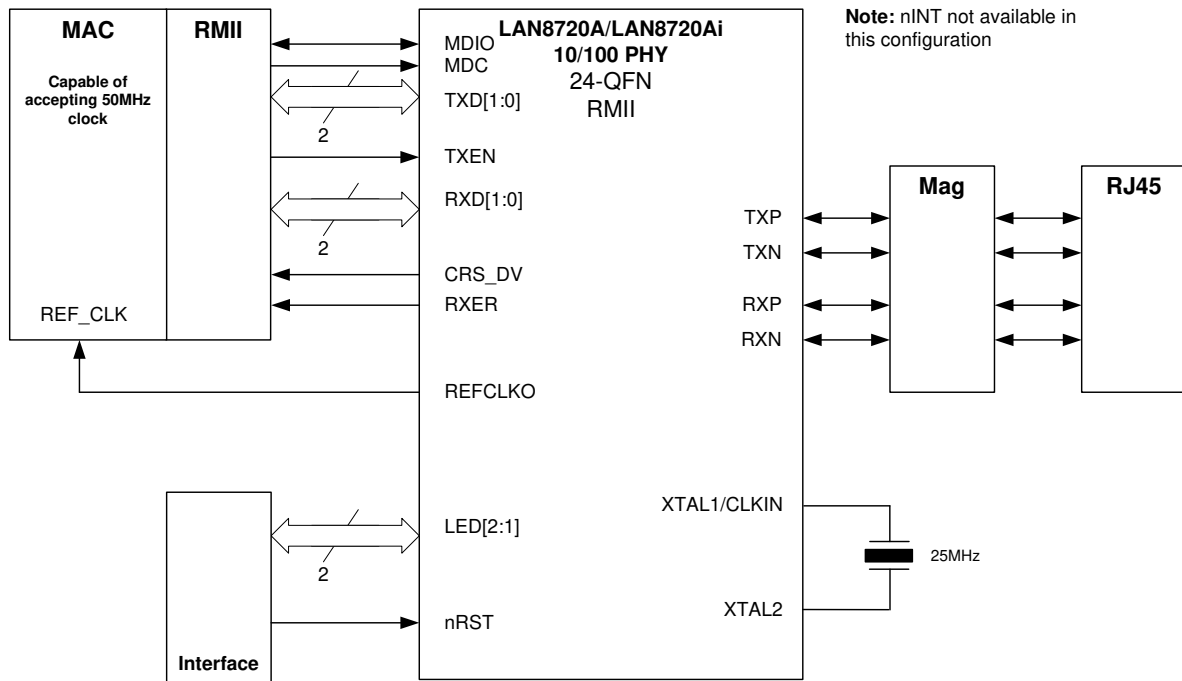 MAC
RMII
Capable of
accepting 50MHz
clock
REF_CLK
2
2
MDIO
MDC
TXD[1:0]
TXEN
RXD[1:0]
CRS_DV
RXER
REFCLKO
LAN8720A/LAN8720Ai
10/100 PHY
24-QFN
RMII
Note: nINT not available in
this configuration
TXP
TXN
RXP
RXN
Mag
RJ45
2
LED[2:1]
nRST
Interface
XTAL1/CLKIN
25MHz
XTAL2